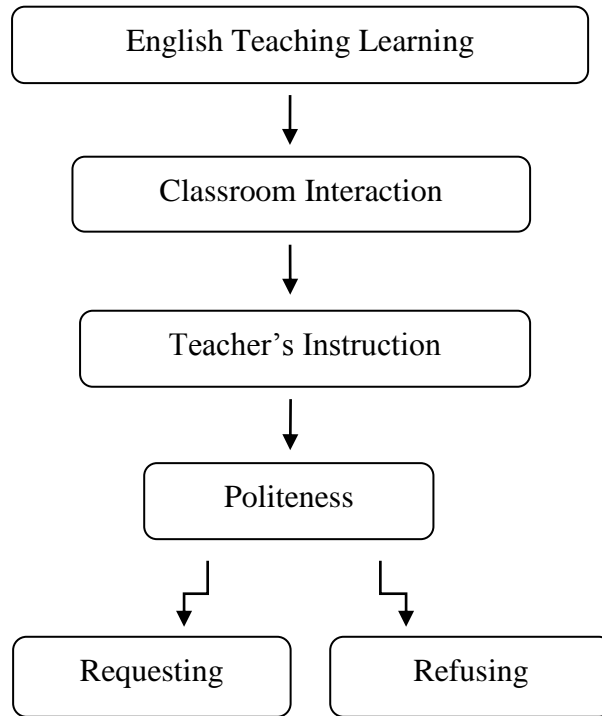 English Teaching Learning
Classroom Interaction
Teacher’s Instruction
Politeness
Requesting
Refusing